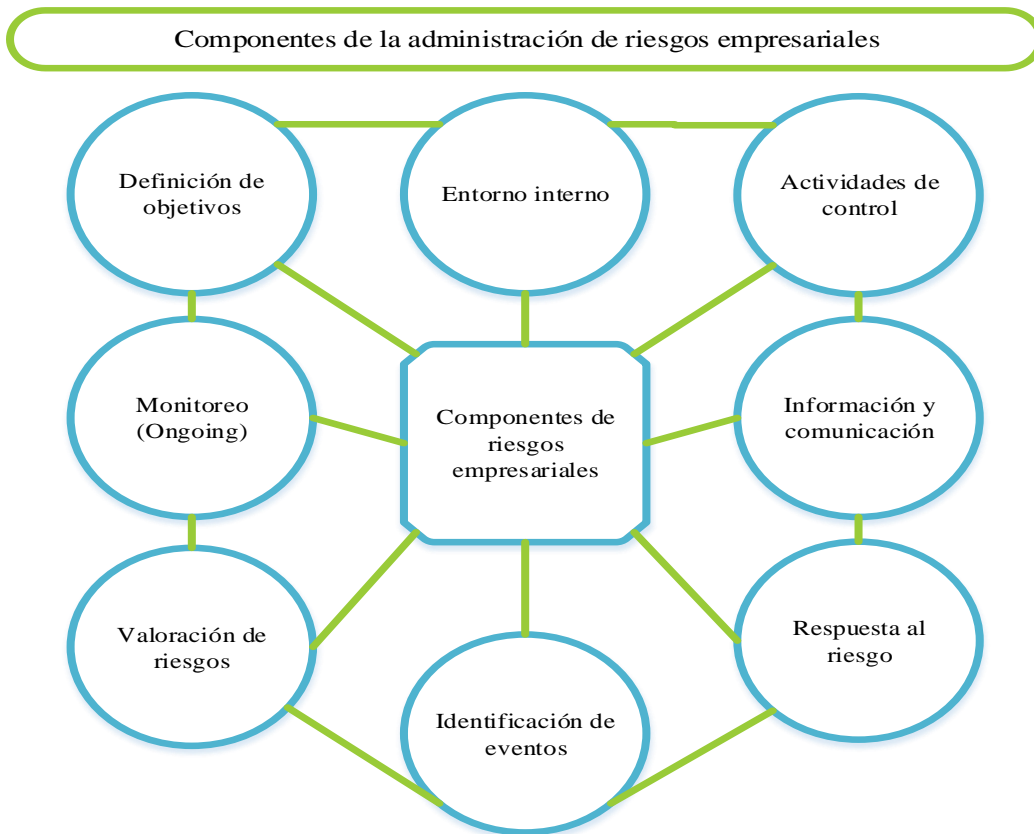 Componentes de la administración de riesgos empresariales
Definición de
objetivos
Entorno interno
Actividades de
control
Monitoreo
(Ongoing)
Componentes de
riesgos
empresariales
Información y
comunicación
Valoración de
riesgos
Identificación de
eventos
Respuesta al
riesgo